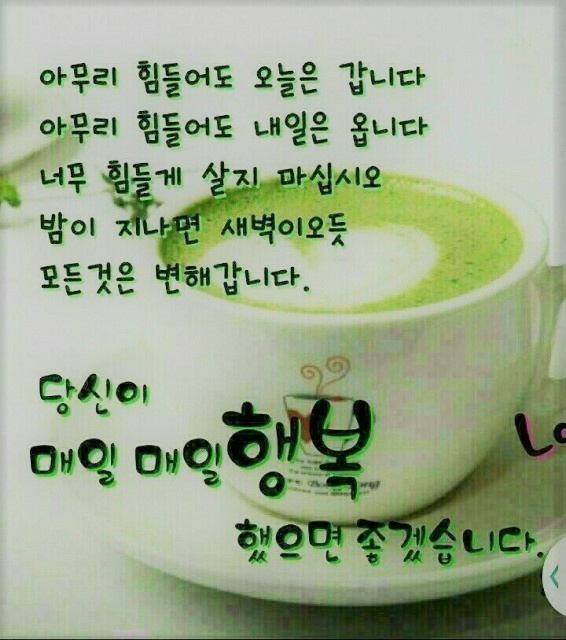 아무리 힘들어도 오늘은 갑니다
아무리 힘들어도 내일은 옵니다
너무 힘들게 살지 마십시오
밤이 지나면 새벽이오듯
모든것은 변해갑니다.
당신이
매일 매일 행복
했으면 좋겠습니다.